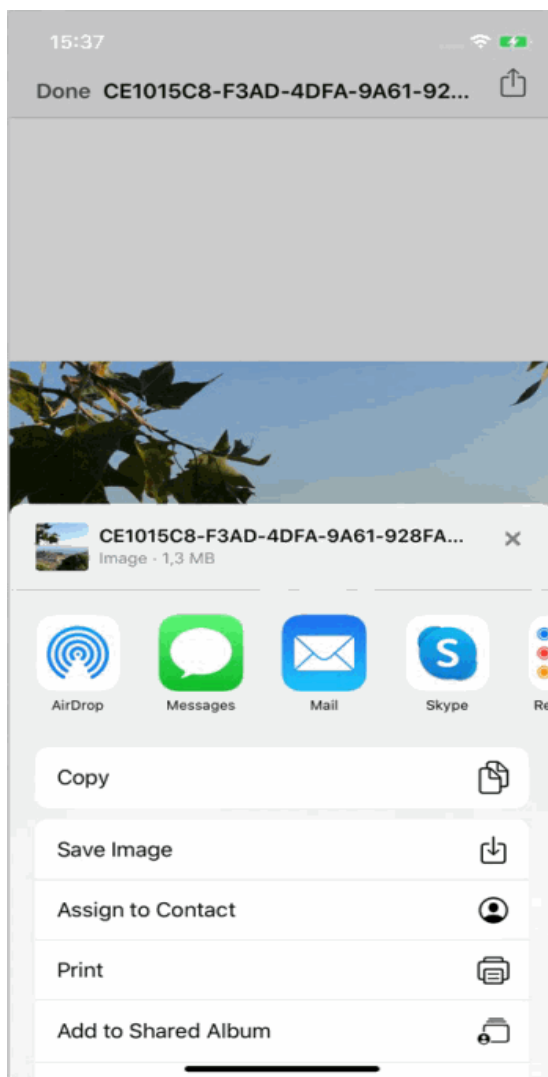 15:37
Done CE1015C8-F3AD-4DFA-9A61-92...
CE1015C8-F3AD-4DFA-9A61-928FA...
Image - 1,3 MB
AirDrop Messages Mail Skype Re
Copy
Save Image
Assign to Contact
Print
Add to Shared Album